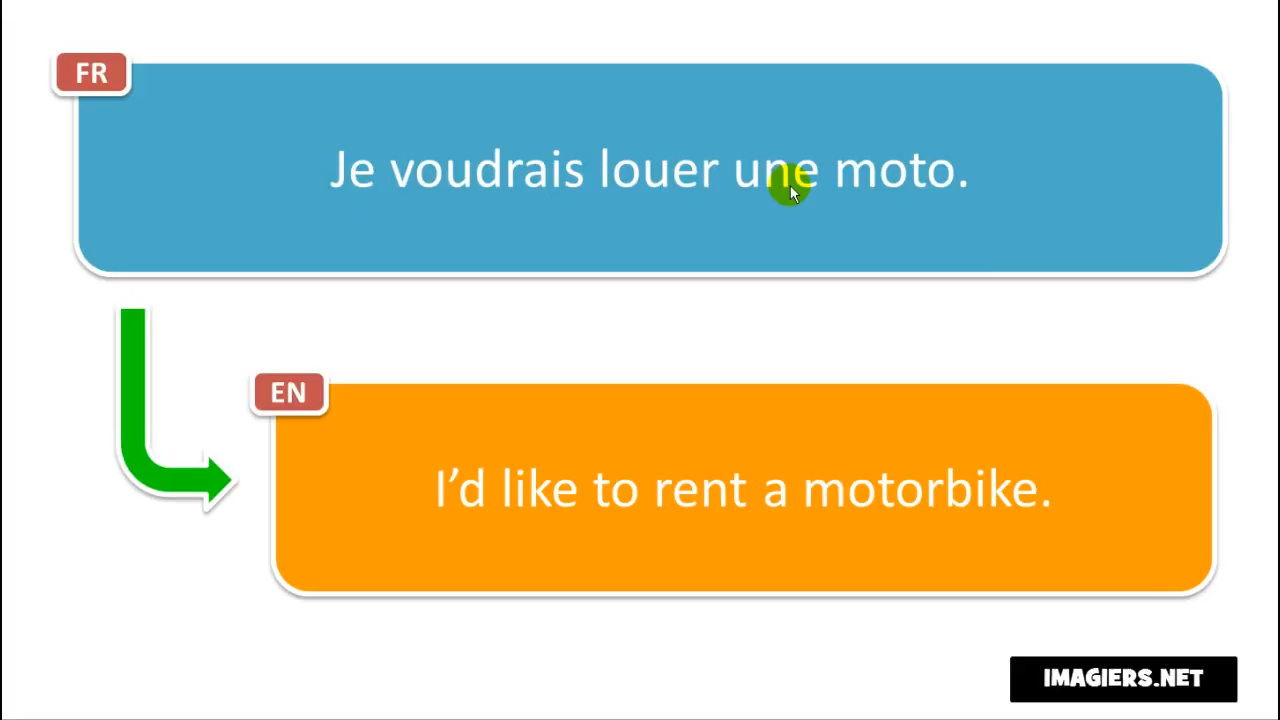 FR
Je voudrais louer une moto.
EN
I’d like to rent a motorbike.
IMAGIERS.NET